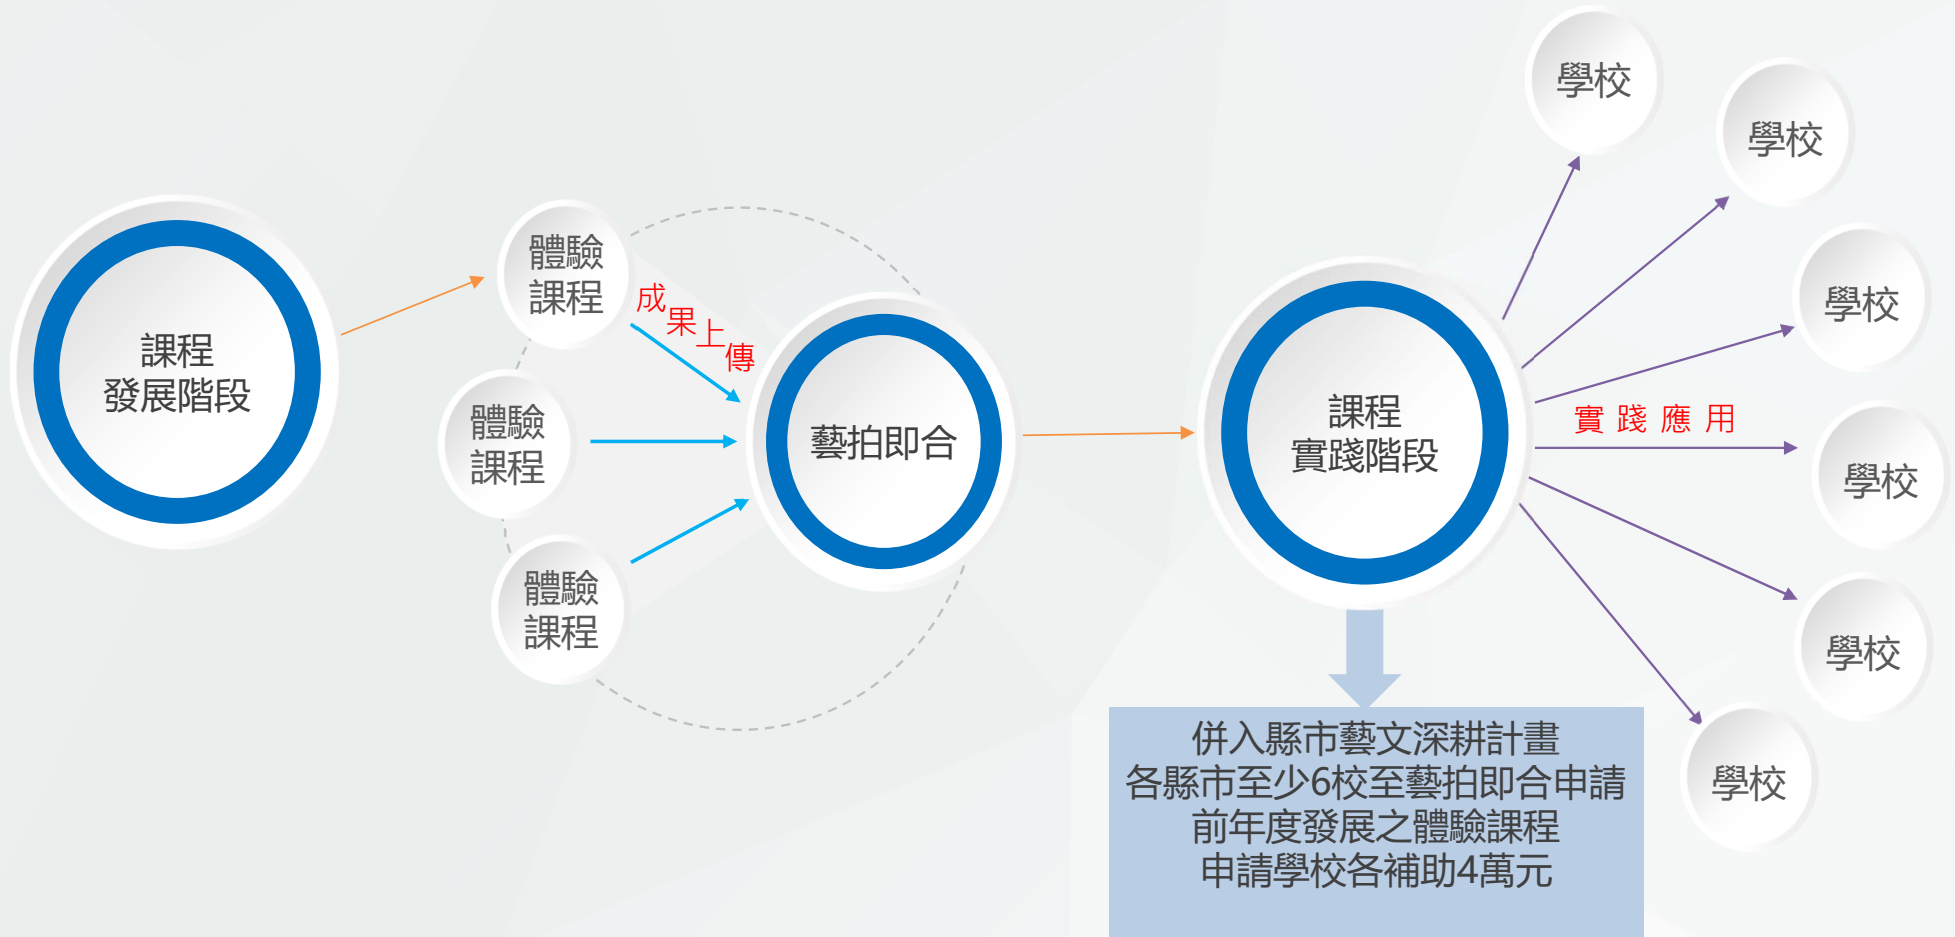 課程
發展階段
體驗
課程
成果上傳
體驗
課程
體驗
課程
藝拍即合
課程
實踐階段
實踐應用
學校
學校
學校
學校
學校
學校
併入縣市藝文深耕計畫
各縣市至少6校至藝拍即合申請
前年度發展之體驗課程
申請學校各補助4萬元